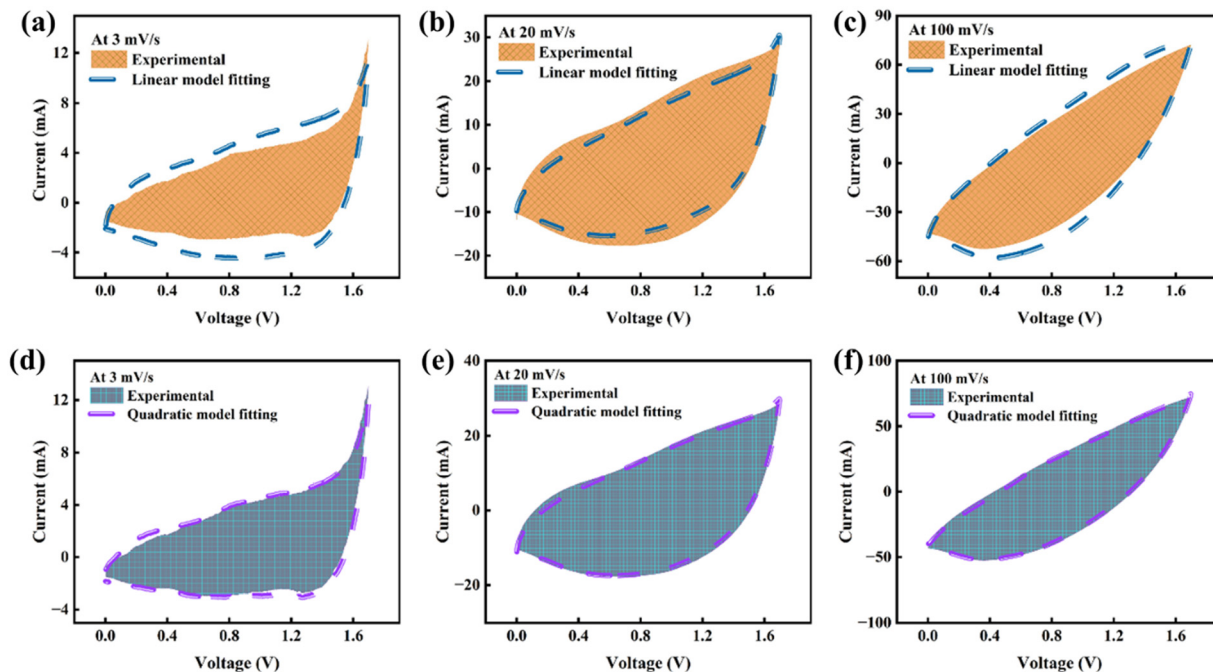 (a)
At 3 mV/s
Experimental
Linear model fitting
12
8
4
0
−4
Current (mA)
0.0 0.4 0.8 1.2 1.6
Voltage (V)
(b)
At 20 mV/s
Experimental
Linear model fitting
30
20
10
0
−10
−20
Current (mA)
0.0 0.4 0.8 1.2 1.6
Voltage (V)
(c)
At 100 mV/s
Experimental
Linear model fitting
90
60
30
0
−30
−60
Current (mA)
0.0 0.4 0.8 1.2 1.6
Voltage (V)
(d)
At 3 mV/s
Experimental
Quadratic model fitting
12
8
4
0
−4
Current (mA)
0.0 0.4 0.8 1.2 1.6
Voltage (V)
(e)
At 20 mV/s
Experimental
Quadratic model fitting
40
20
0
−20
Current (mA)
0.0 0.4 0.8 1.2 1.6
Voltage (V)
(f)
At 100 mV/s
Experimental
Quadratic model fitting
100
50
0
−50
−100
Current (mA)
0.0 0.4 0.8 1.2 1.6
Voltage (V)